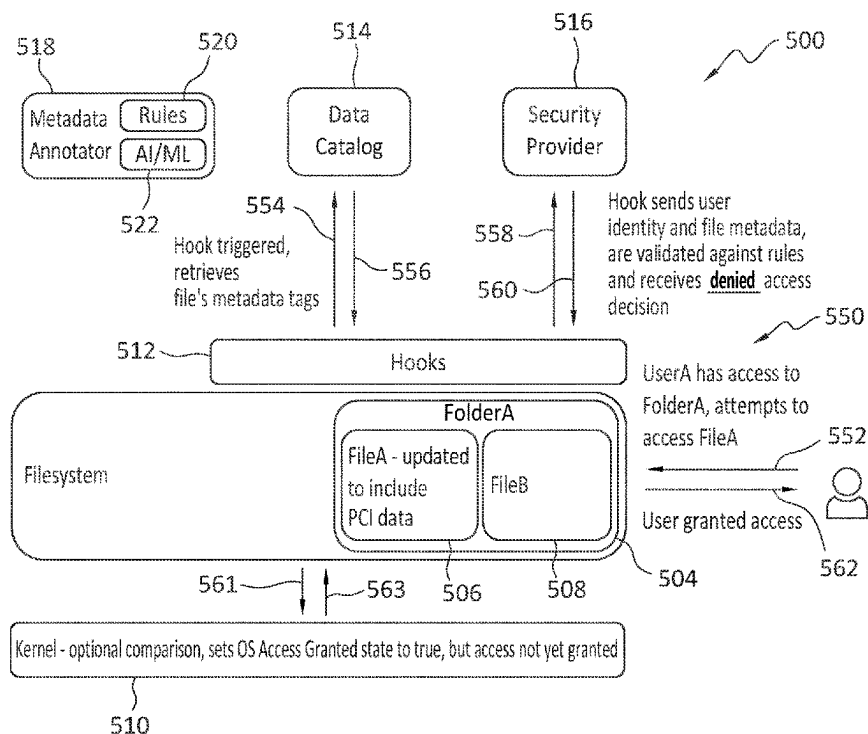 518
520
514
516
500
Metadata
Annotator
Rules
AI/ML
Data
Catalog
Security
Provider
522
554
Hook triggered,
retrieves
file's metadata tags
556
558
560
Hook sends user
identity and file metadata,
are validated against rules
and receives denied access
decision
550
512
Hooks
UserA has access to
FolderA, attempts to
access FileA
552
Filesystem
FolderA
FileA - updated
to include
PCI data
FileB
User granted access
561
563
506
508
504
562
Kernel - optional comparison, sets OS Access Granted state to true, but access not yet granted
510